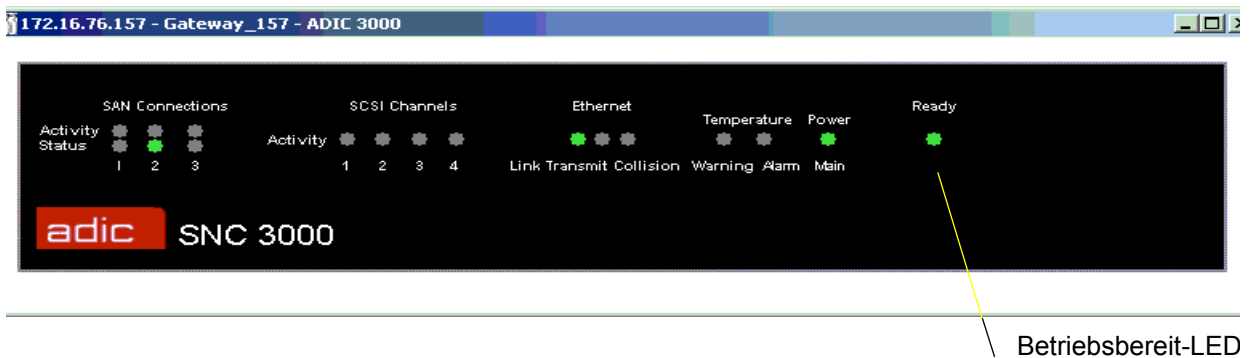 172.16.76.157 - Gateway_157 - ADIC 3000
SAN Connections
Activity
Status
1 2 3
SCSI Channels
Activity
1 2 3 4
Ethernet
Link Transmit Collision
Temperature
Warning Alarm
Power
Main
Ready
adic SNC 3000
Betriebsbereit-LED